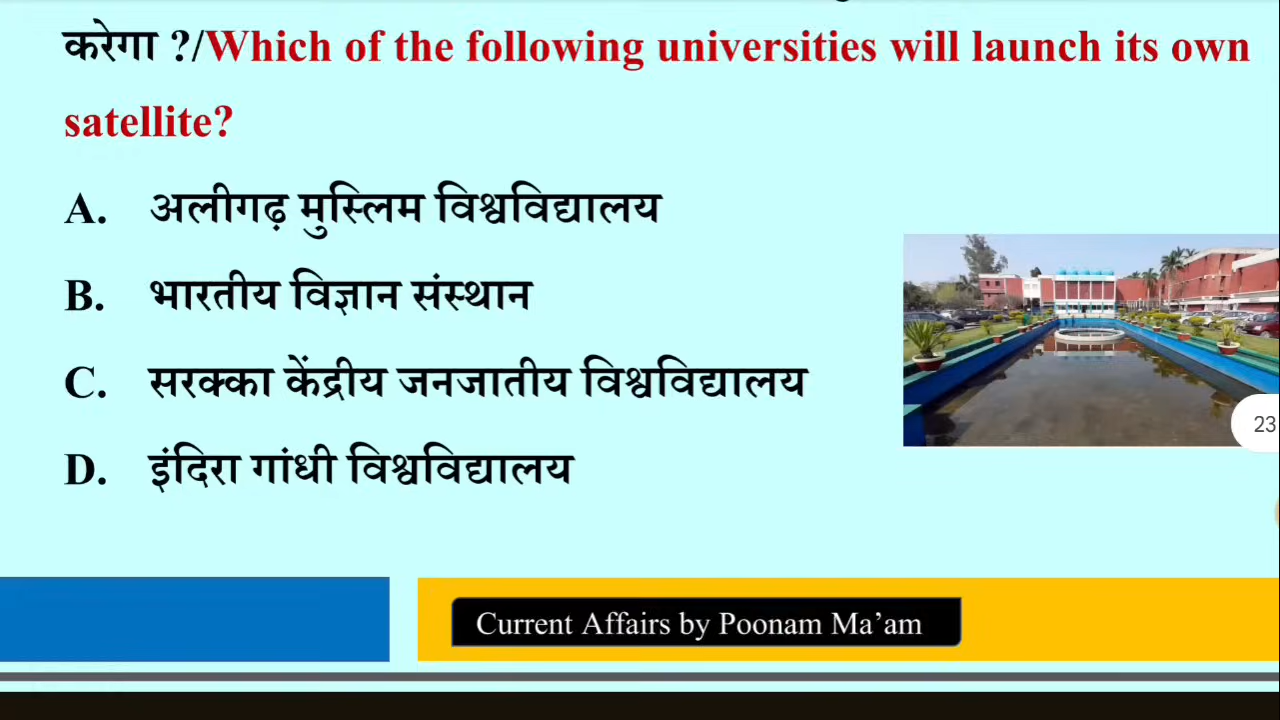 करेगा ?/Which of the following universities will launch its own
satellite?
A. अलीगढ़ मुस्लिम विश्वविद्यालय
B. भारतीय विज्ञान संस्थान
C. सरक्का केंद्रीय जनजातीय विश्वविद्यालय
D. इंदिरा गांधी विश्वविद्यालय
23
Current Affairs by Poonam Ma’am